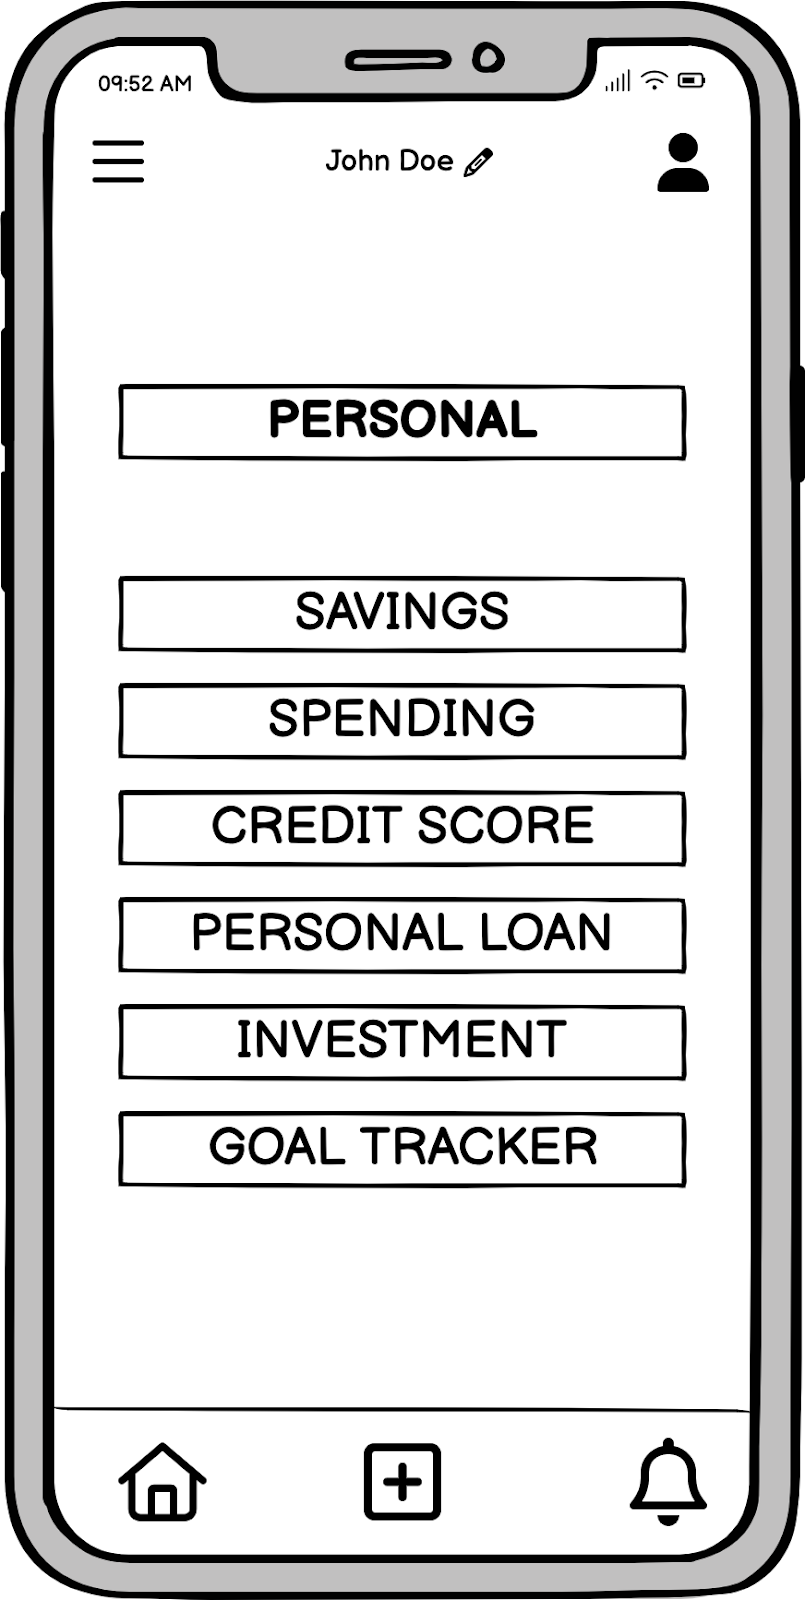 09:52 AM
John Doe
PERSONAL
SAVINGS
SPENDING
CREDIT SCORE
PERSONAL LOAN
INVESTMENT
GOAL TRACKER